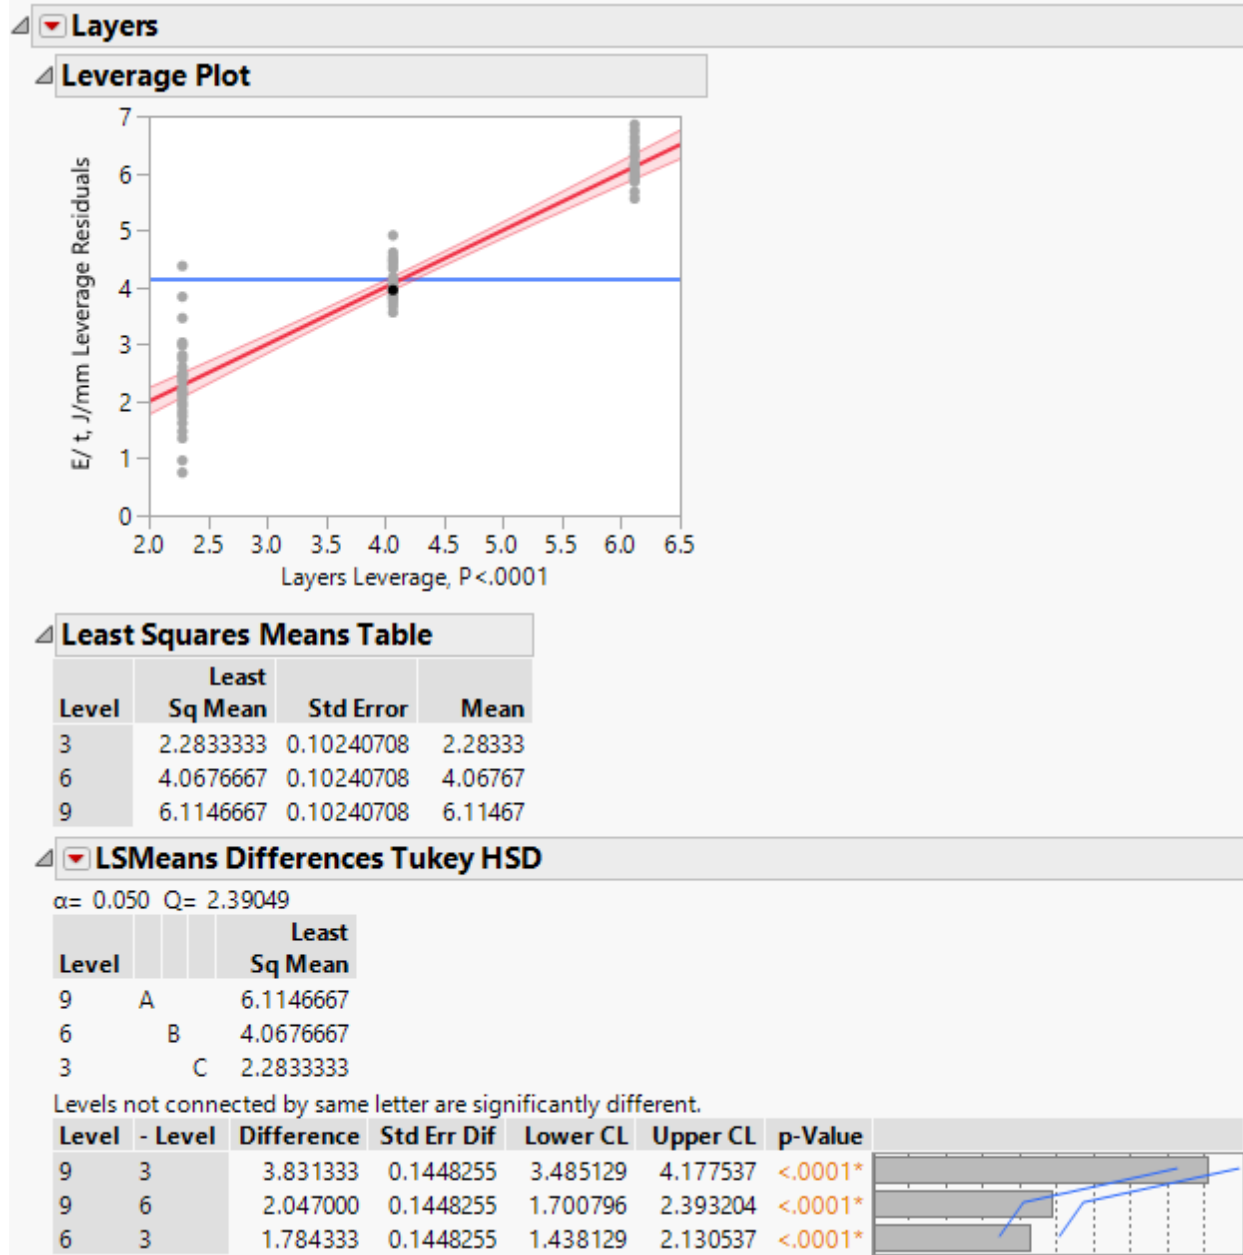 Layers
Leverage Plot
7
6
5
4
3
2
1
0
E/ t, J/mm Leverage Residuals
2.0 2.5 3.0 3.5 4.0 4.5 5.0 5.5 6.0 6.5
Layers Leverage, P<.0001
Least Squares Means Table
Least
Level Sq Mean Std Error Mean
3 2.2833333 0.10240708 2.28333
6 4.0676667 0.10240708 4.06767
9 6.1146667 0.10240708 6.11467
LSMeans Differences Tukey HSD
α= 0.050 Q= 2.39049
Least
Level Sq Mean
9 A 6.1146667
6 B 4.0676667
3 C 2.2833333
Levels not connected by same letter are significantly different.
Level - Level Difference Std Err Dif Lower CL Upper CL p-Value
9 3 3.831333 0.1448255 3.485129 4.177537 <.0001*
9 6 2.047000 0.1448255 1.700796 2.393204 <.0001*
6 3 1.784333 0.1448255 1.438129 2.130537 <.0001*